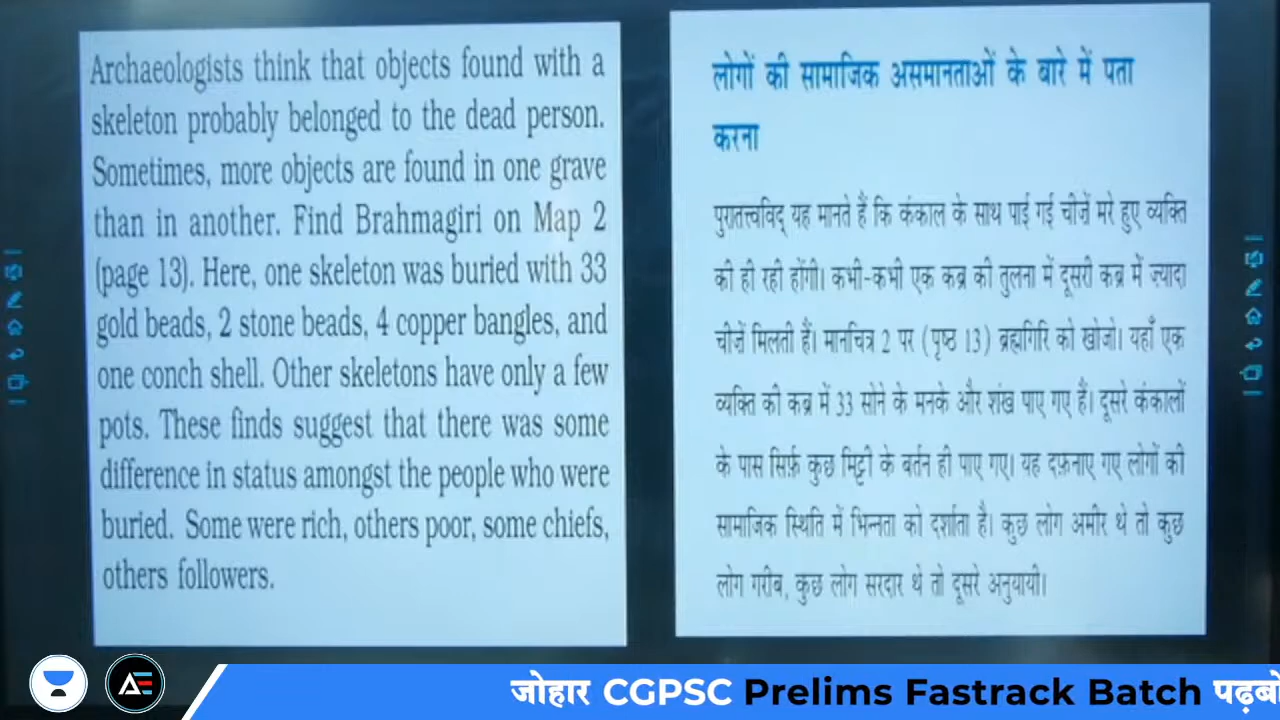 Archaeologists think that objects found with a
skeleton probably belonged to the dead person.
Sometimes, more objects are found in one grave
than in another. Find Brahmagiri on Map 2
(page 13). Here, one skeleton was buried with 33
gold beads, 2 stone beads, 4 copper bangles, and
one conch shell. Other skeletons have only a few
pots. These finds suggest that there was some
difference in status amongst the people who were
buried. Some were rich, others poor, some chiefs,
others followers.
लोगों की सामाजिक असमानताओं के बारे में पता
करना
पुरातत्त्वविद् यह मानते हैं कि कंकाल के साथ पाई गई चीज़ें मरे हुए व्यक्ति
की ही रही होंगी। कभी-कभी एक कब्र की तुलना में दूसरी कब्र में ज़्यादा
चीज़ें मिलती हैं। मानचित्र 2 पर (पृष्ठ 13) ब्रह्मगिरि को खोजो। यहाँ एक
व्यक्ति की कब्र में 33 सोने के मनके और शंख पाए गए हैं। दूसरे कंकालों
के पास सिर्फ़ कुछ मिट्टी के बर्तन ही पाए गए। यह दफ़नाए गए लोगों की
सामाजिक स्थिति में भिन्नता को दर्शाता है। कुछ लोग अमीर थे तो कुछ
लोग गरीब, कुछ लोग सरदार थे तो दूसरे अनुयायी।
जोहार CGPSC Prelims Fastrack Batch पढ़बो